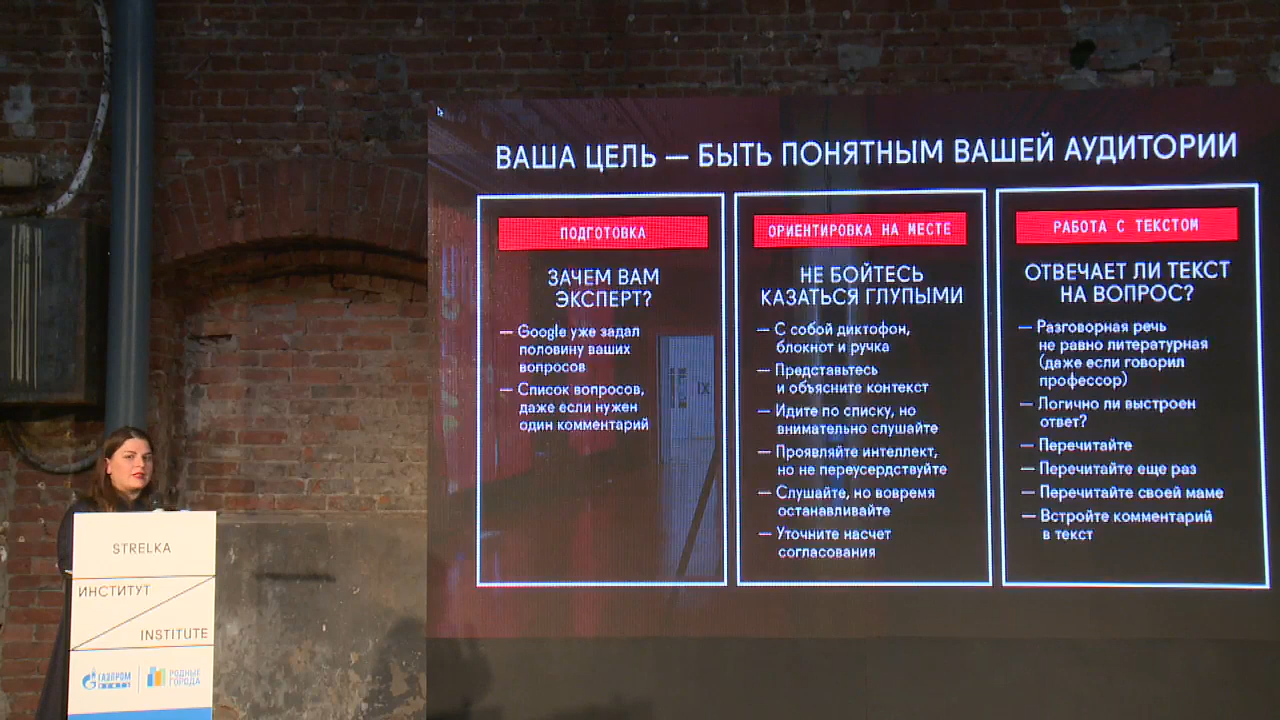 ВАША ЦЕЛЬ — БЫТЬ ПОНЯТНЫМ ВАШЕЙ АУДИТОРИИ
ПОДГОТОВКА
ЗАЧЕМ ВАМ
ЭКСПЕРТ?
— Google уже задал
половину ваших
вопросов
— Список вопросов,
даже если нужен
один комментарий
ОРИЕНТИРОВКА НА МЕСТЕ
НЕ БОЙТЕСЬ
КАЗАТЬСЯ ГЛУПЫМИ
— С собой диктофон,
блокнот и ручка
— Представьтесь
и объясните контекст
— Идите по списку, но
внимательно слушайте
— Проявляйте интеллект,
но не переусердствуйте
— Слушайте, но вовремя
останавливайте
— Уточните насчет
согласования
РАБОТА С ТЕКСТОМ
ОТВЕЧАЕТ ЛИ ТЕКСТ
НА ВОПРОС?
— Разговорная речь
не равно литературная
(даже если говорил
профессор)
— Логично ли выстроен
ответ?
— Перечитайте
— Перечитайте еще раз
— Перечитайте своей маме
— Встройте комментарий
в текст
IX
STRELKA
ИНСТИТУТ
INSTITUTE
ГАЗПРОМ
НЕФТЬ
РОДНЫЕ
ГОРОДА